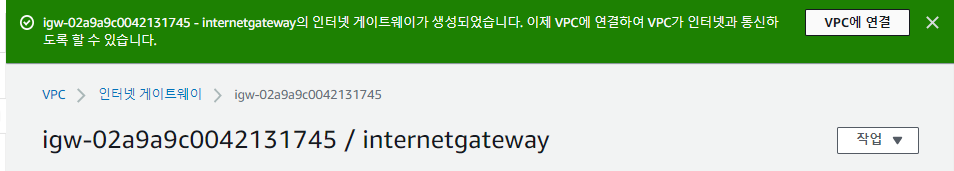 igw-02a9a9c0042131745 - internetgateway의 인터넷 게이트웨이가 생성되었습니다. 이제 VPC에 연결하여 VPC가 인터넷과 통신하
도록 할 수 있습니다.
VPC에 연결
VPC > 인터넷 게이트웨이 > igw-02a9a9c0042131745
igw-02a9a9c0042131745 / internetgateway
작업